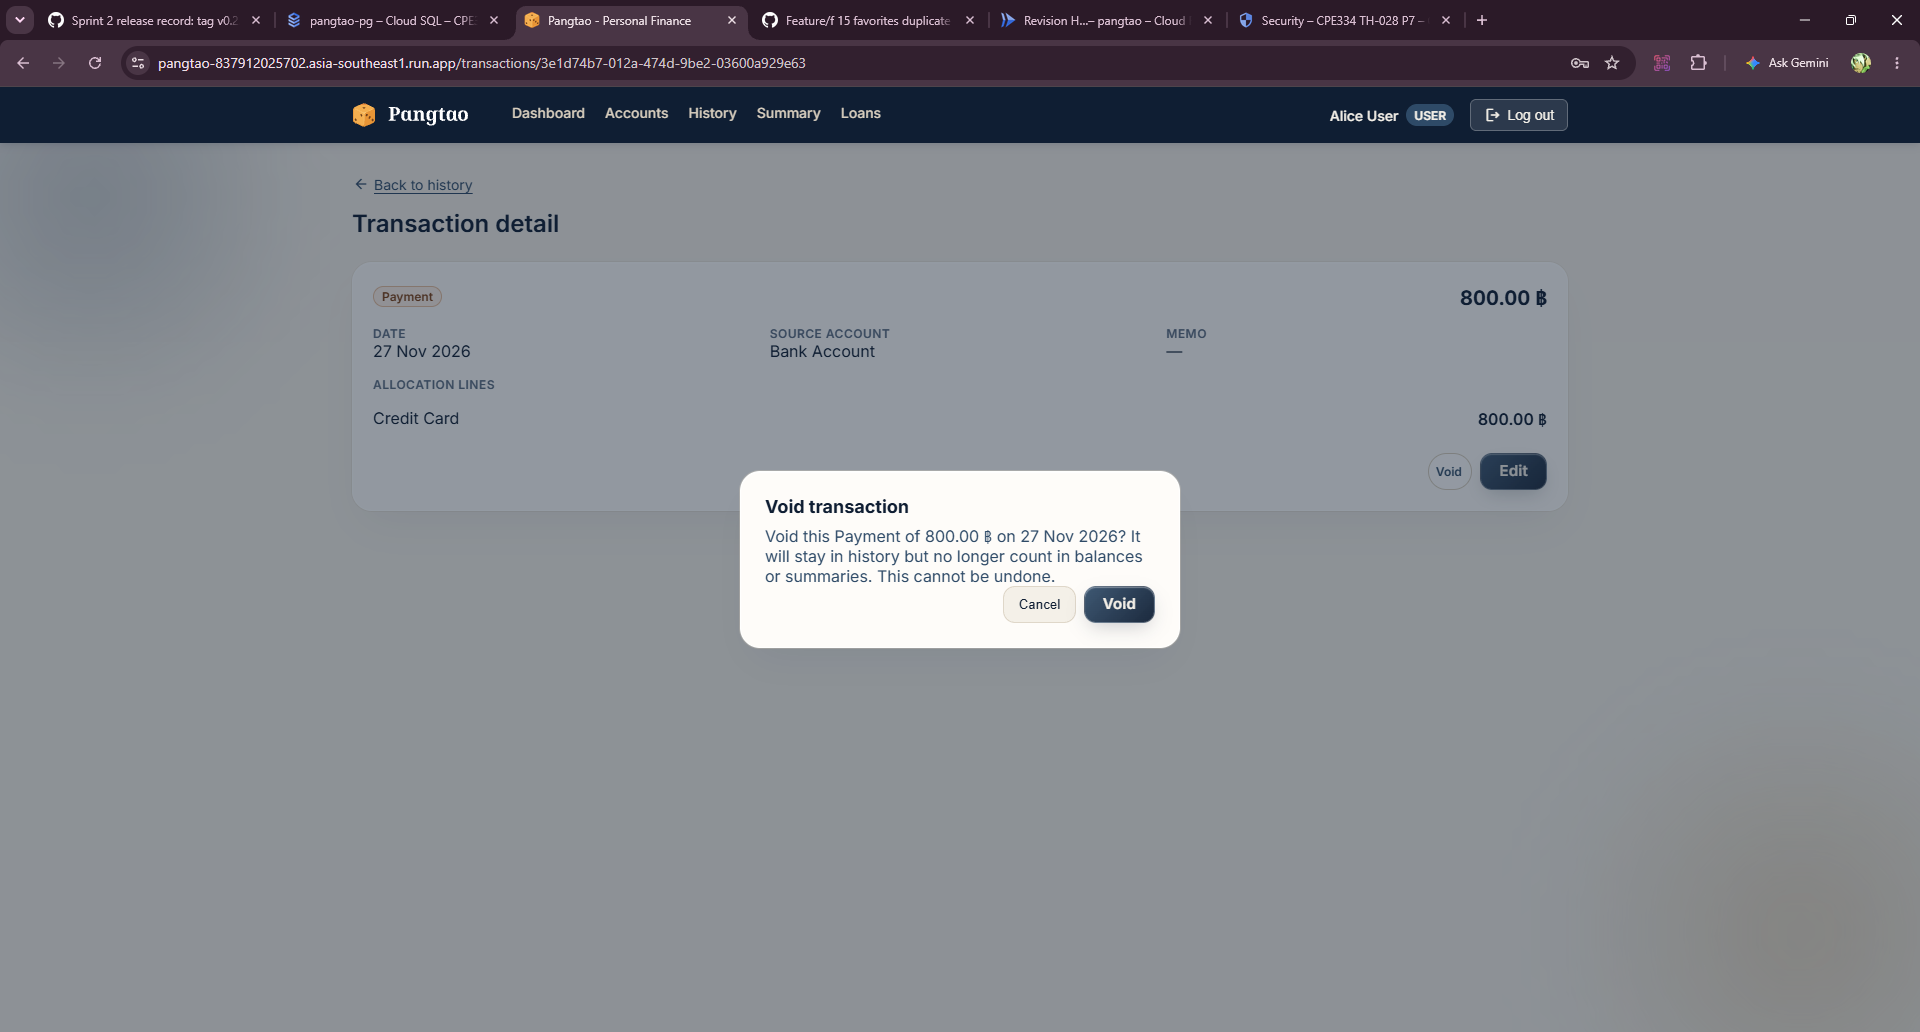 Sprint 2 release record: tag v0.2
pangtao-pg – Cloud SQL – CPE
Pangtao - Personal Finance
Feature/f 15 favorites duplicate
Revision H...– pangtao – Cloud
Security – CPE334 TH-028 P7 –
pangtao-837912025702.asia-southeast1.run.app/transactions/3e1d74b7-012a-474d-9be2-03600a929e63
Ask Gemini
Pangtao
Dashboard
Accounts
History
Summary
Loans
Alice User
USER
Log out
Back to history
Transaction detail
Payment
800.00 ฿
DATE
27 Nov 2026
SOURCE ACCOUNT
Bank Account
MEMO
—
ALLOCATION LINES
Credit Card
800.00 ฿
Void
Edit
Void transaction
Void this Payment of 800.00 ฿ on 27 Nov 2026? It
will stay in history but no longer count in balances
or summaries. This cannot be undone.
Cancel
Void